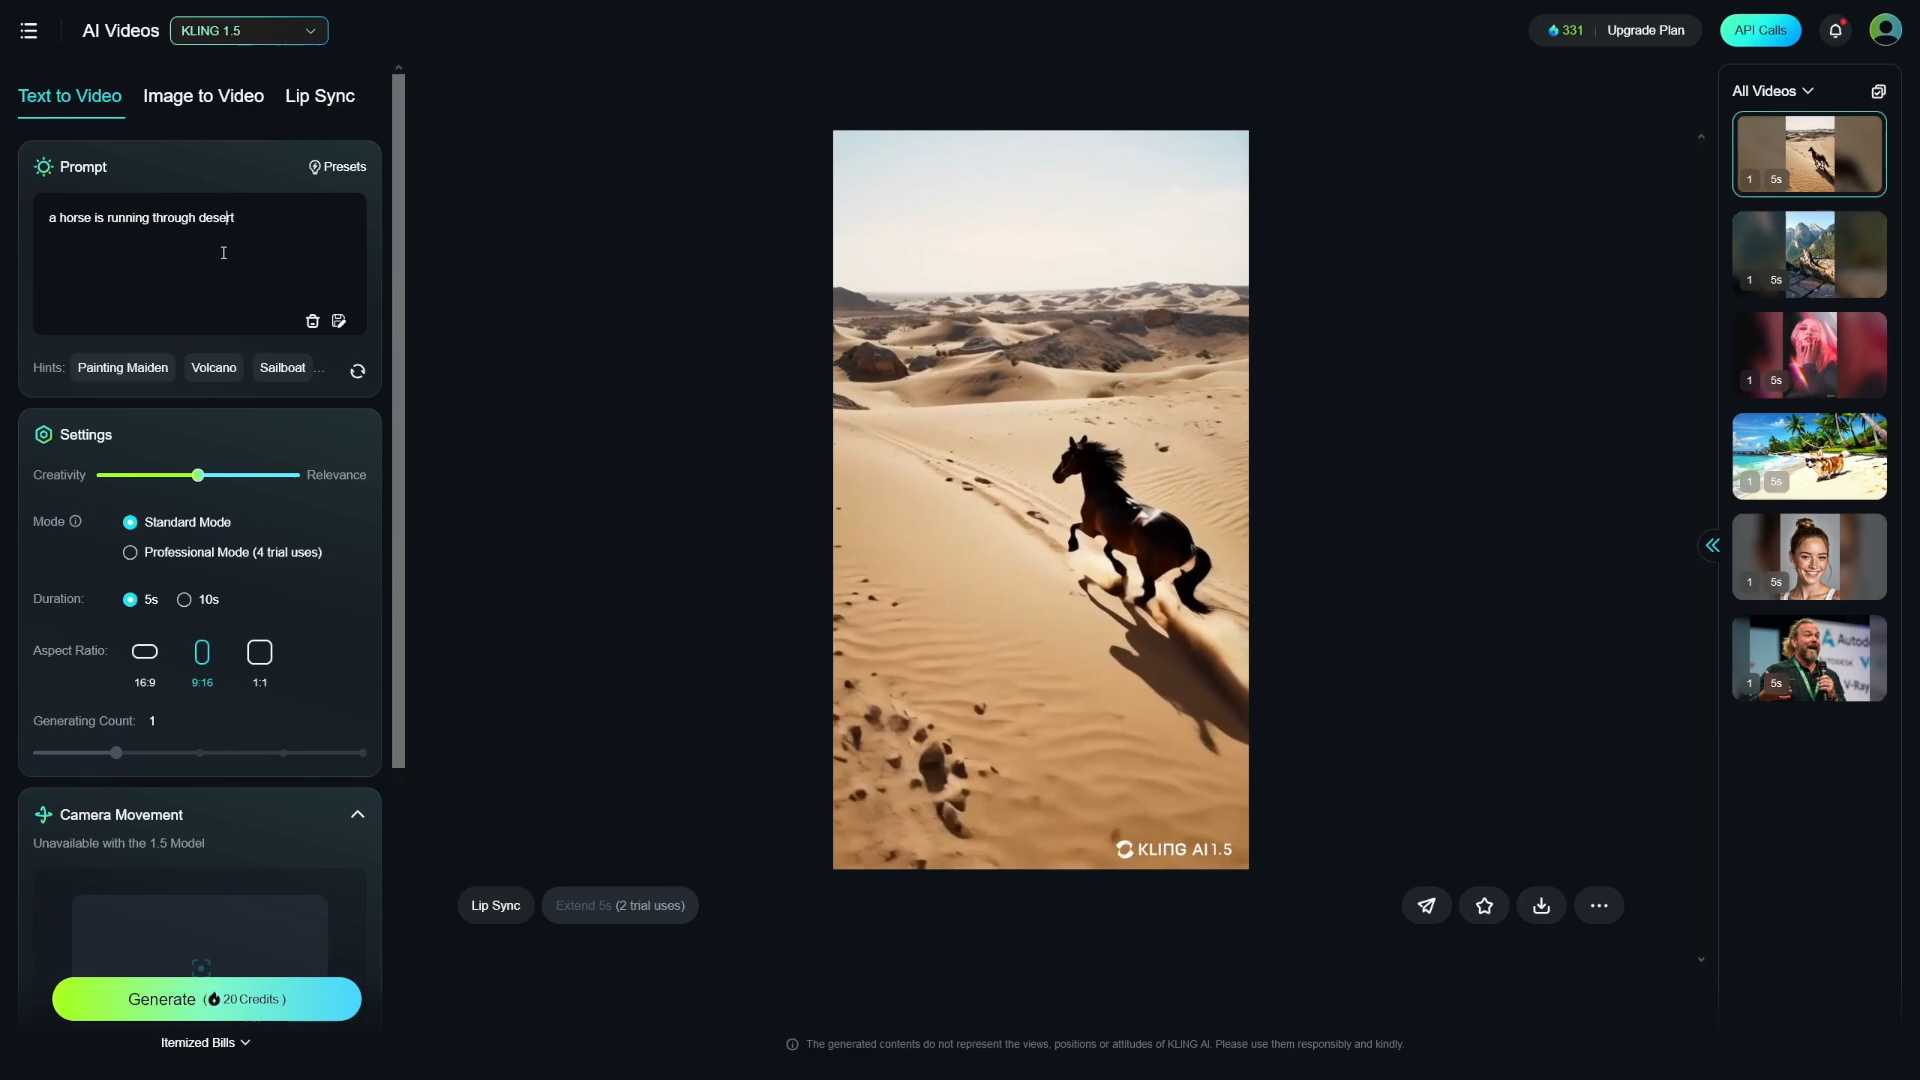 AI Videos
KLING 1.5
331
Upgrade Plan
API Calls
Text to Video
Image to Video
Lip Sync
Prompt
Presets
a horse is running through desert
Hints:
Painting Maiden
Volcano
Sailboat
...
Settings
Creativity
Relevance
Mode
Standard Mode
Professional Mode (4 trial uses)
Duration:
5s
10s
Aspect Ratio:
16:9
9:16
1:1
Generating Count: 1
Camera Movement
Unavailable with the 1.5 Model
Generate ( 20 Credits )
Itemized Bills
KLING AI 1.5
Lip Sync
Extend 5s (2 trial uses)
The generated contents do not represent the views, positions or attitudes of KLING AI. Please use them responsibly and kindly.
All Videos
1 5s
1 5s
1 5s
1 5s
1 5s
Autod
AUTODESK
V-Ray
1 5s